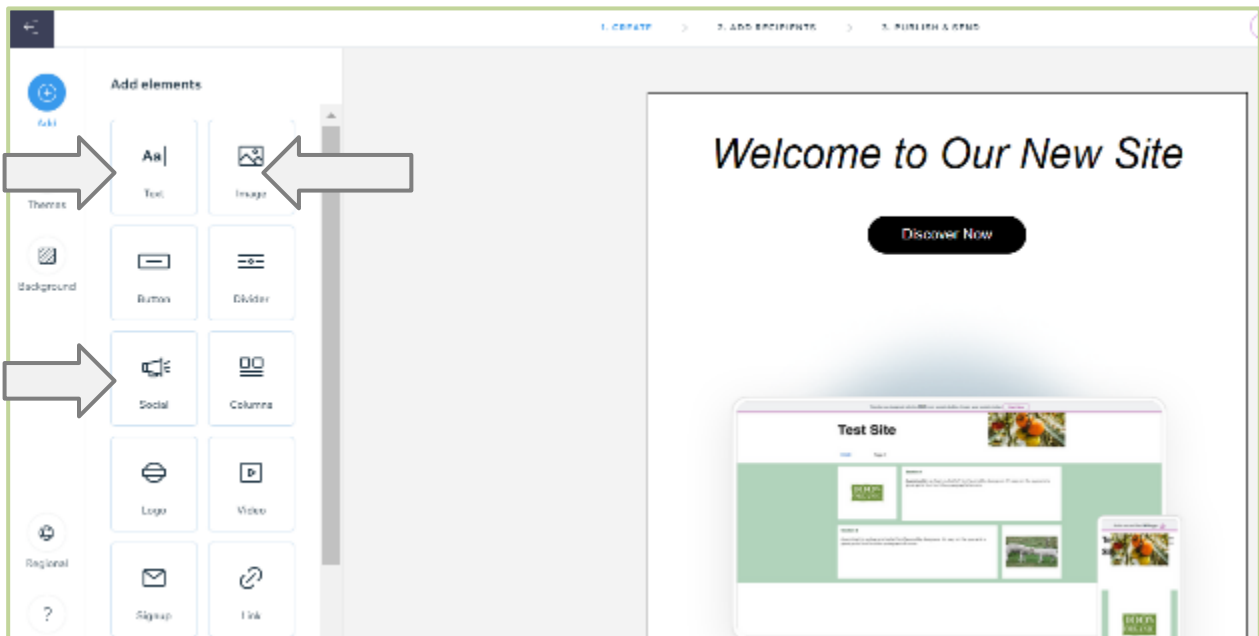 1. CREATE > 2. ADD RECIPIENTS > 3. PUBLISH & SEND
Add
Themes
Background
Regional
?
Add elements
Aa|
Text
Image
Button
Divider
Social
Columns
Logo
Video
Signup
Link
Welcome to Our New Site
Discover Now
Test Site